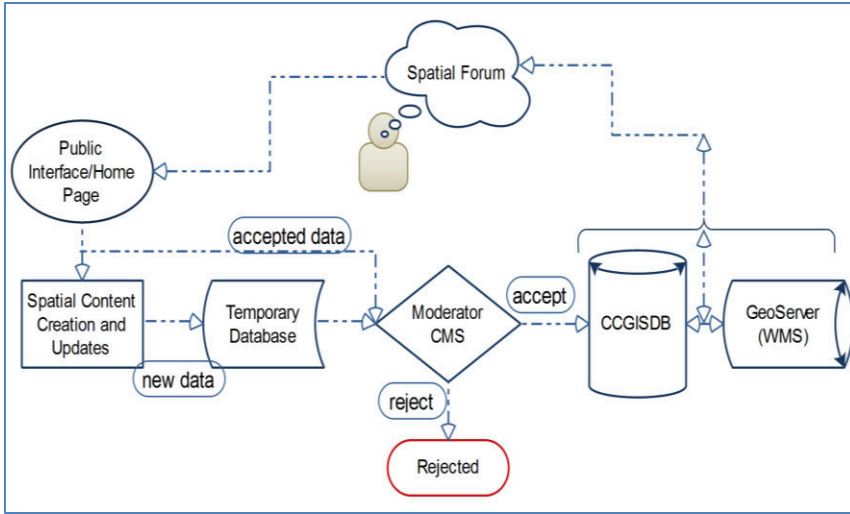 Spatial Forum
Public
Interface/Home
Page
accepted data
Spatial Content
Creation and
Updates
Temporary
Database
Moderator
CMS
accept
CCGISDB
GeoServer
(WMS)
new data
reject
Rejected